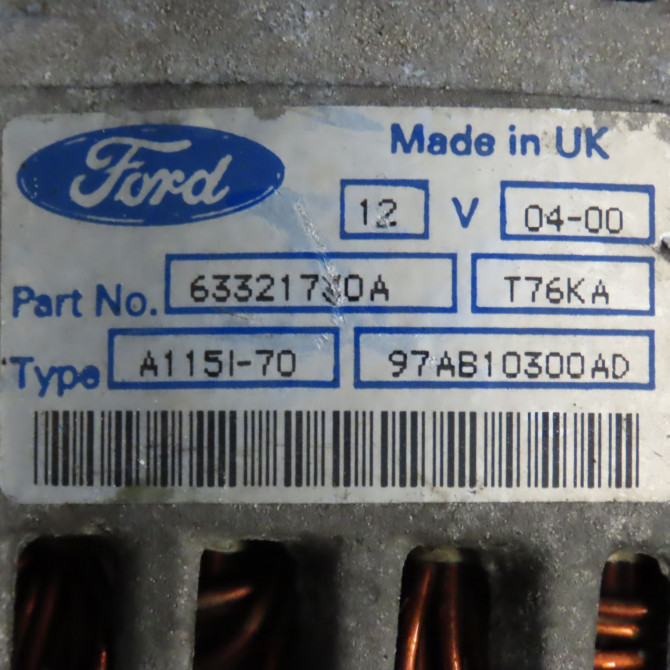 Ford
Made in UK
12 V 04-00
Part No. T76KA
Type A115I-70 97AB10300AD